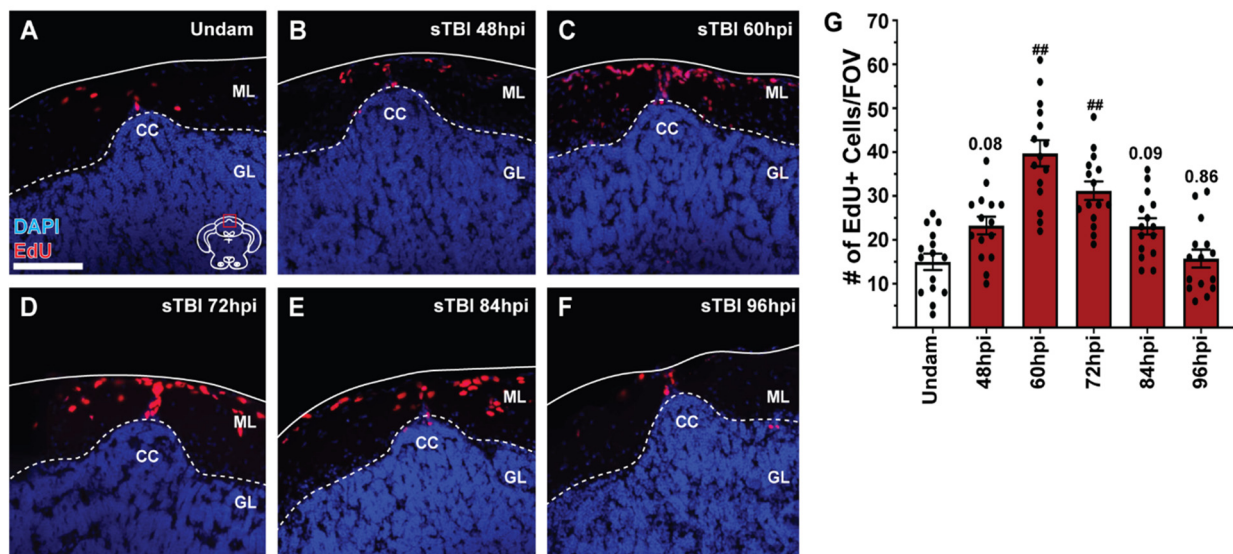 A
Undam
ML
CC
GL
DAPI
EdU
B
sTBI 48hpi
ML
CC
GL
C
sTBI 60hpi
ML
CC
GL
D
sTBI 72hpi
ML
CC
GL
E
sTBI 84hpi
ML
CC
GL
F
sTBI 96hpi
ML
CC
GL
G
# of EdU+ Cells/FOV
70
60
50
40
30
20
10
0.08
##
##
0.09
0.86
Undam
48hpi
60hpi
72hpi
84hpi
96hpi